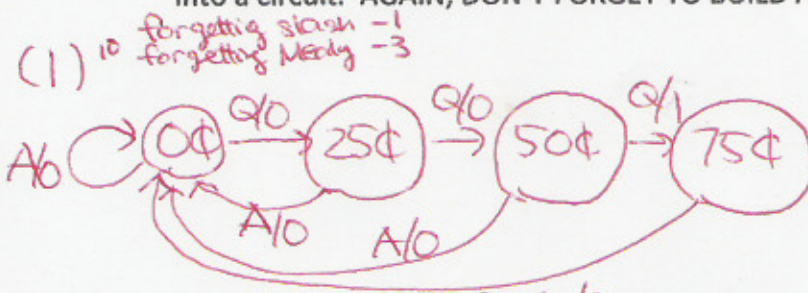 into a circuit. AGAIN, DON'T FORGET TO BUILD
(1) 10 forgetting slash -1
forgetting Mealy -3
Q/0 Q/0 Q/1
A/0 0¢ 25¢ 50¢ 75¢
A/0 A/0